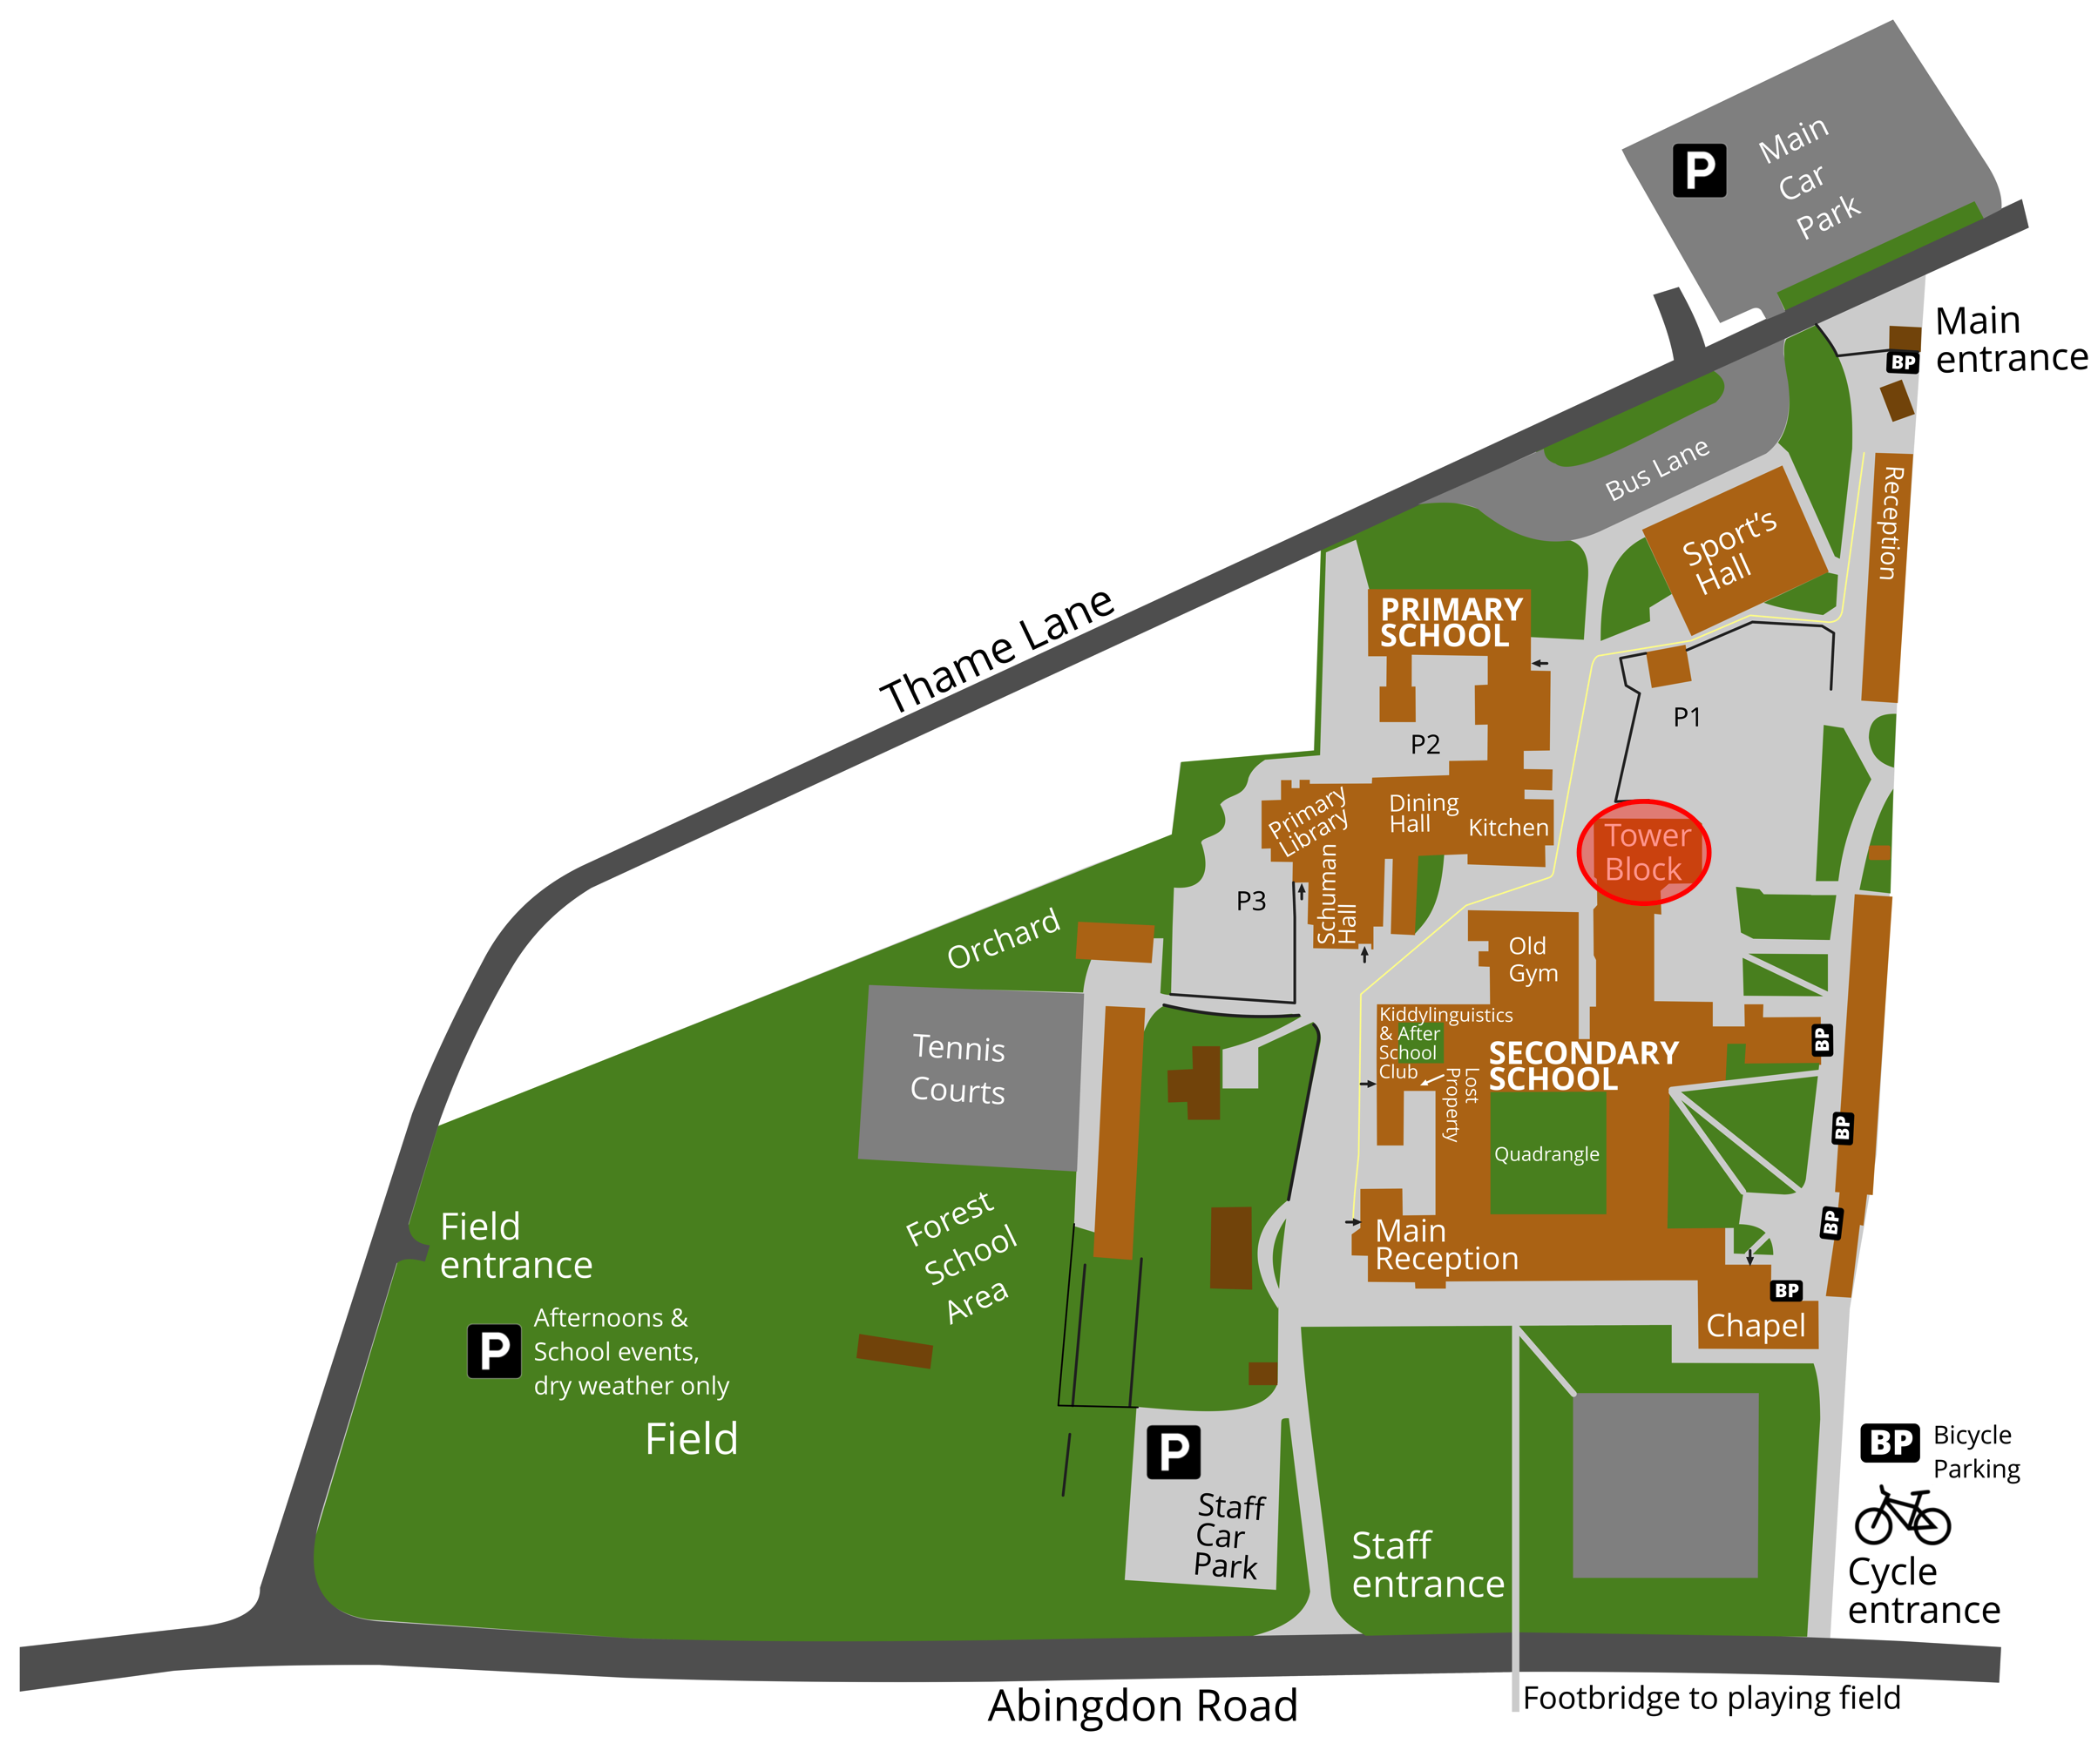 P
Main
Car
Park
Main
entrance
BP
Bus Lane
Reception
Sport's
Hall
Thame Lane
PRIMARY
SCHOOL
P1
P2
Primary
Library
Dining
Hall
Kitchen
Tower
Block
Schuman
Hall
P3
Orchard
Old
Gym
Tennis
Courts
Kiddylinguistics
& After
School
Club
Lost
Property
SECONDARY
SCHOOL
BP
BP
Quadrangle
Forest
School
Area
Field
entrance
Main
Reception
BP
BP
Chapel
P
Afternoons &
School events,
dry weather only
Field
P
Staff
Car
Park
Staff
entrance
BP
Bicycle
Parking
Cycle
entrance
Abingdon Road
Footbridge to playing field